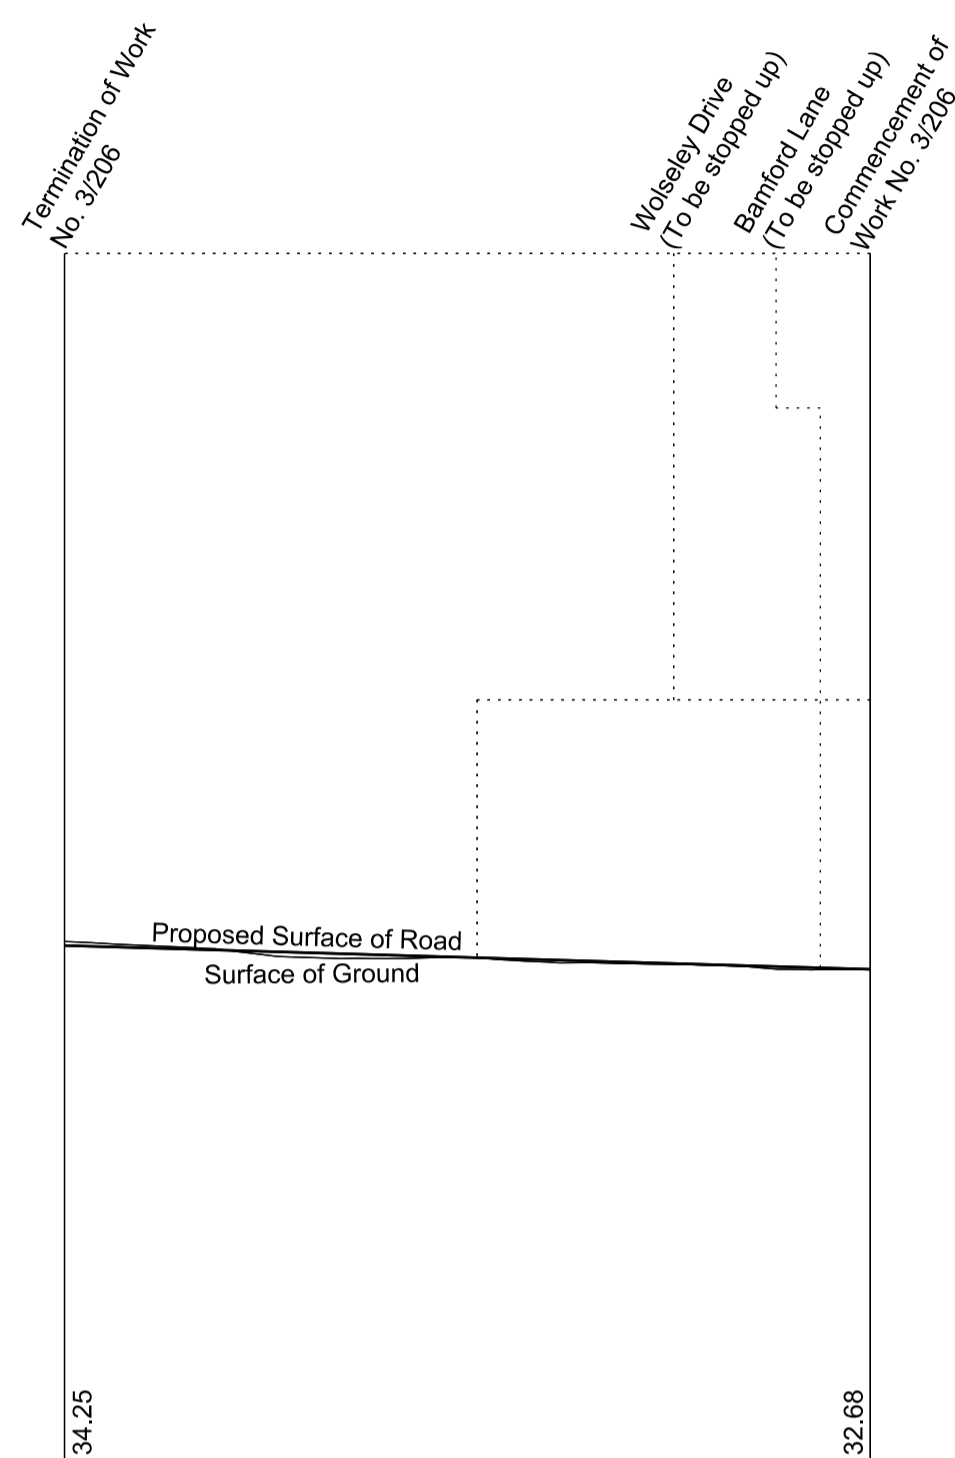 Termination of Work
No. 3/206
Wolseley Drive
(To be stopped up)
Bamford Lane
(To be stopped up)
Commencement of
Work No. 3/206
Proposed Surface of Road
Surface of Ground
34.25
32.68